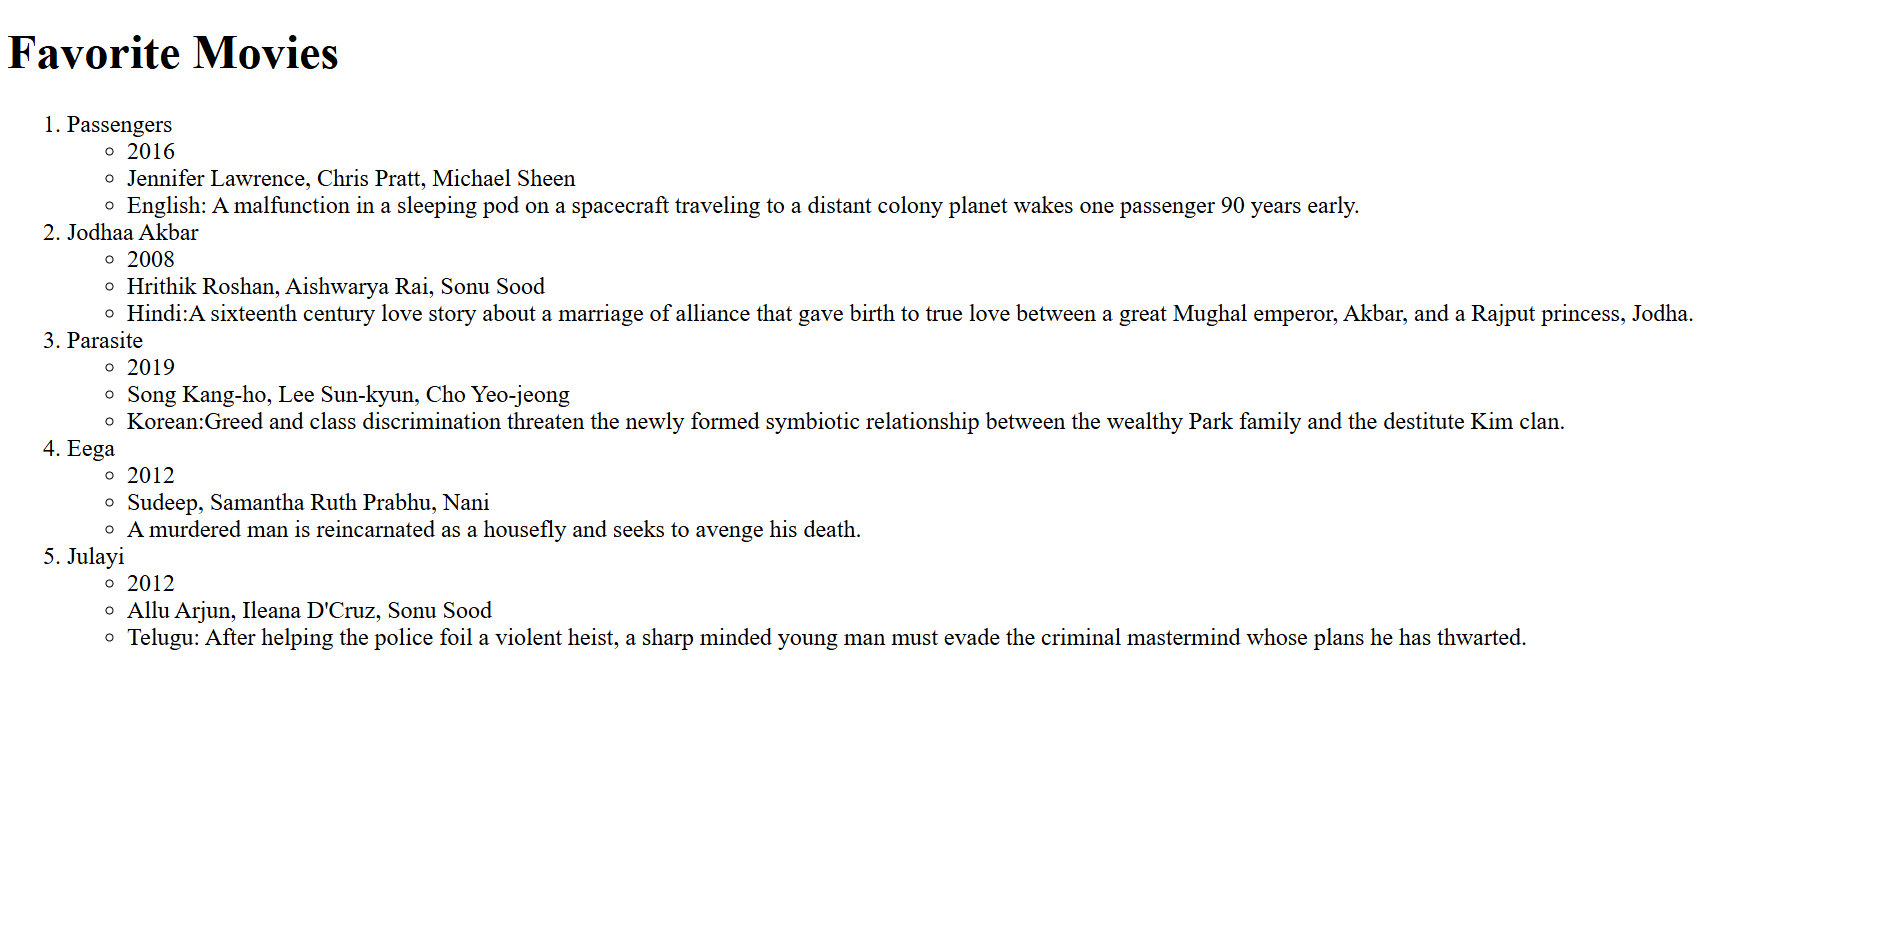 Favorite Movies
1. Passengers
2016
Jennifer Lawrence, Chris Pratt, Michael Sheen
English: A malfunction in a sleeping pod on a spacecraft traveling to a distant colony planet wakes one passenger 90 years early.
2. Jodhaa Akbar
2008
Hrithik Roshan, Aishwarya Rai, Sonu Sood
Hindi:A sixteenth century love story about a marriage of alliance that gave birth to true love between a great Mughal emperor, Akbar, and a Rajput princess, Jodha.
3. Parasite
2019
Song Kang-ho, Lee Sun-kyun, Cho Yeo-jeong
Korean:Greed and class discrimination threaten the newly formed symbiotic relationship between the wealthy Park family and the destitute Kim clan.
4. Eega
2012
Sudeep, Samantha Ruth Prabhu, Nani
A murdered man is reincarnated as a housefly and seeks to avenge his death.
5. Julayi
2012
Allu Arjun, Ileana D'Cruz, Sonu Sood
Telugu: After helping the police foil a violent heist, a sharp minded young man must evade the criminal mastermind whose plans he has thwarted.